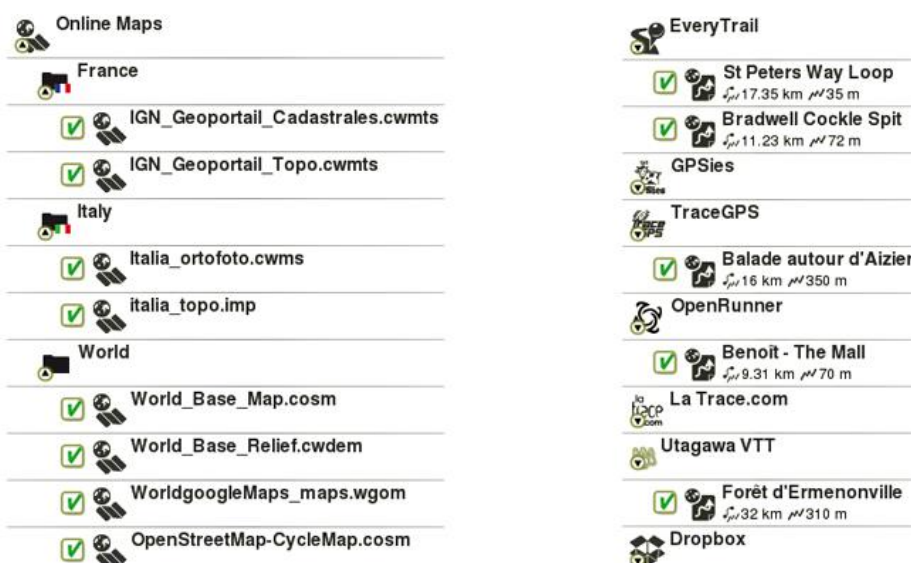 Online Maps
France
IGN_Geoportail_Cadastrales.cwmts
IGN_Geoportail_Topo.cwmts
Italy
Italia_ortofoto.cwms
italia_topo.imp
World
World_Base_Map.cosm
World_Base_Relief.cwdem
WorldgoogleMaps_maps.wgom
OpenStreetMap-CycleMap.cosm
EveryTrail
St Peters Way Loop
17.35 km 35 m
Bradwell Cockle Spit
11.23 km 72 m
GPSies
TraceGPS
Balade autour d'Aizier
16 km 350 m
OpenRunner
Benoît - The Mall
9.31 km 70 m
la trace .com
La Trace.com
Utagawa VTT
Forêt d'Ermenonville
32 km 310 m
Dropbox